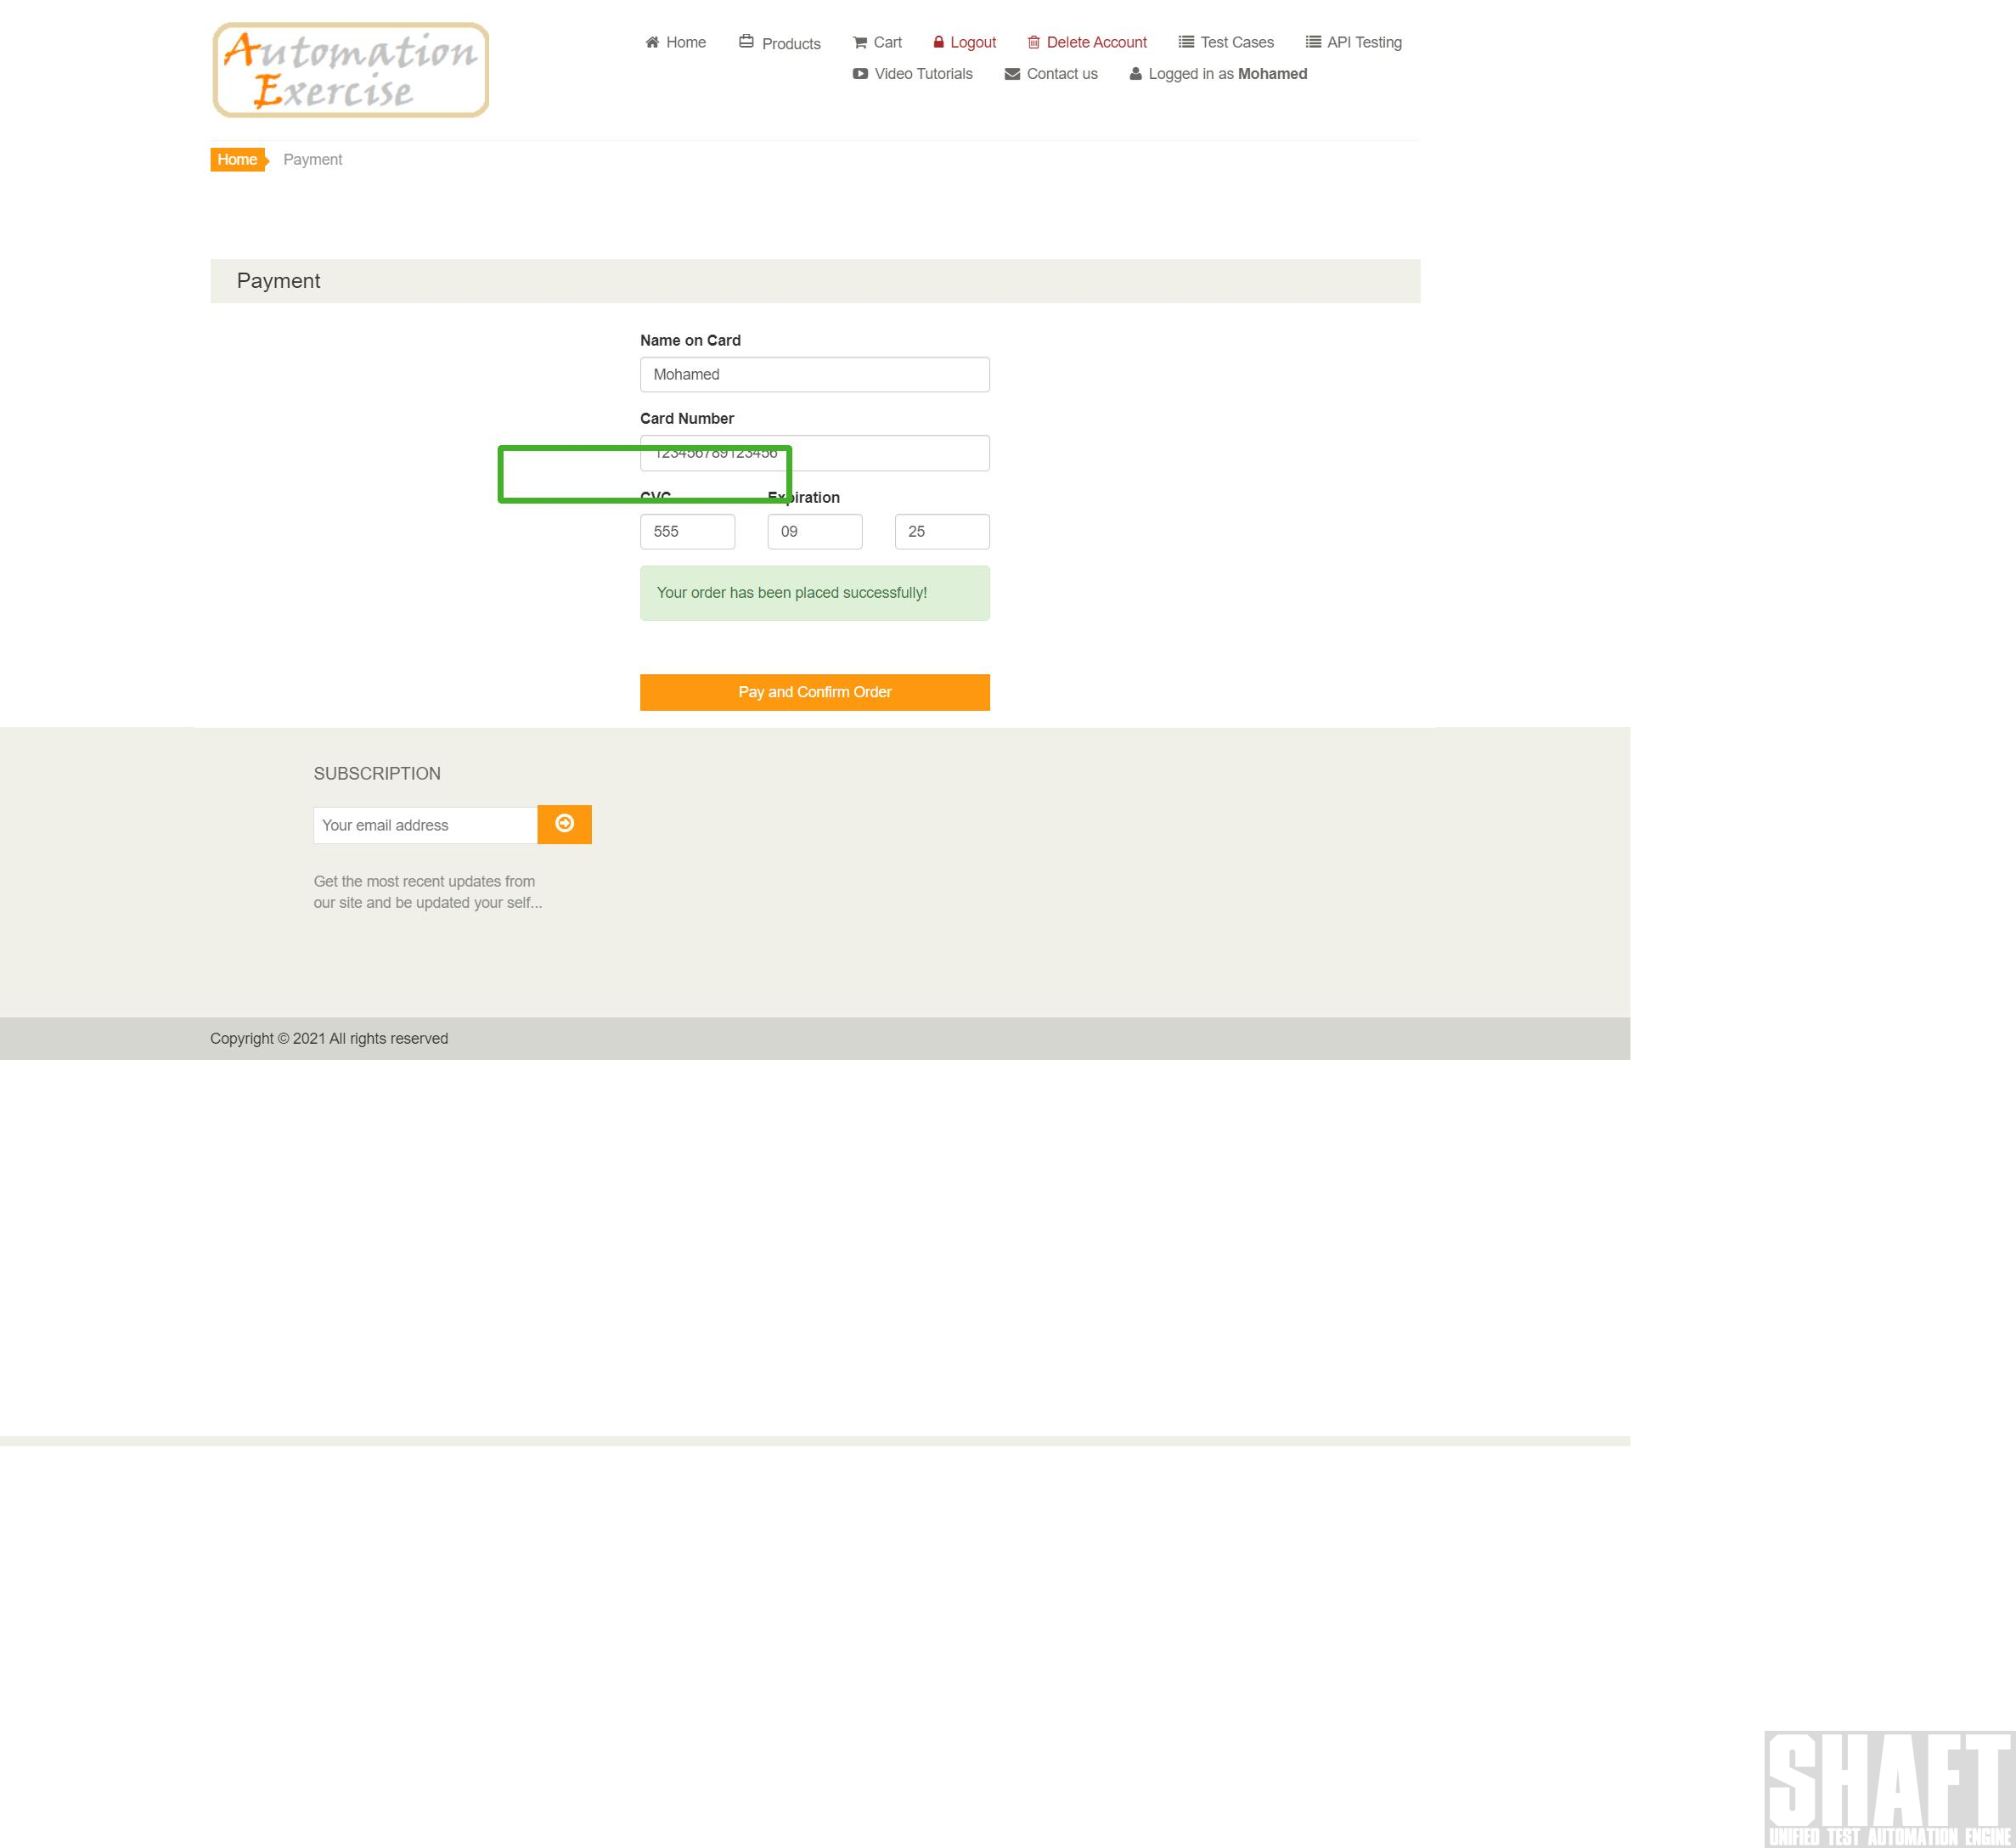 Automation
Exercise
Home Products Cart Logout Delete Account Test Cases API Testing
Video Tutorials Contact us Logged in as Mohamed
Home Payment
Payment
Name on Card
Mohamed
Card Number
123456789123456
CVC Expiration
555 09 25
Your order has been placed successfully!
Pay and Confirm Order
SUBSCRIPTION
Your email address
Get the most recent updates from
our site and be updated your self...
Copyright © 2021 All rights reserved
SHAFT
UNIFIED TEST AUTOMATION ENGINE